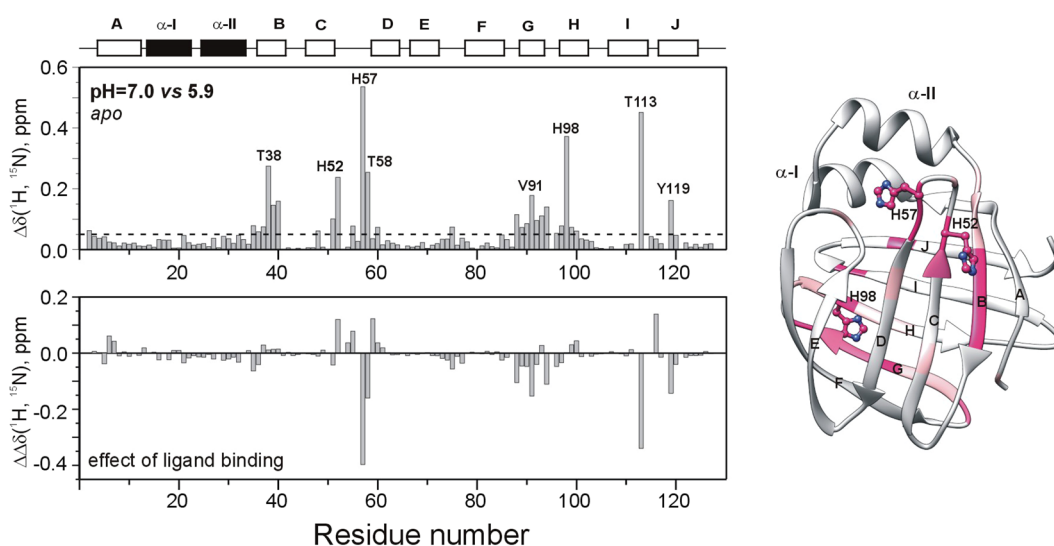 A α-I α-II B C D E F G H I J
0.6
0.4
0.2
0.0
Δδ(¹H, ¹⁵N), ppm
pH=7.0 vs 5.9
apo
T38
H52
H57
T58
V91
H98
T113
Y119
20 40 60 80 100 120
0.2
0.0
-0.2
-0.4
ΔΔδ(¹H, ¹⁵N), ppm
effect of ligand binding
20 40 60 80 100 120
Residue number
α-II
α-I
H57
H52
J
I
A
B
H98
C
H
E
D
G
F